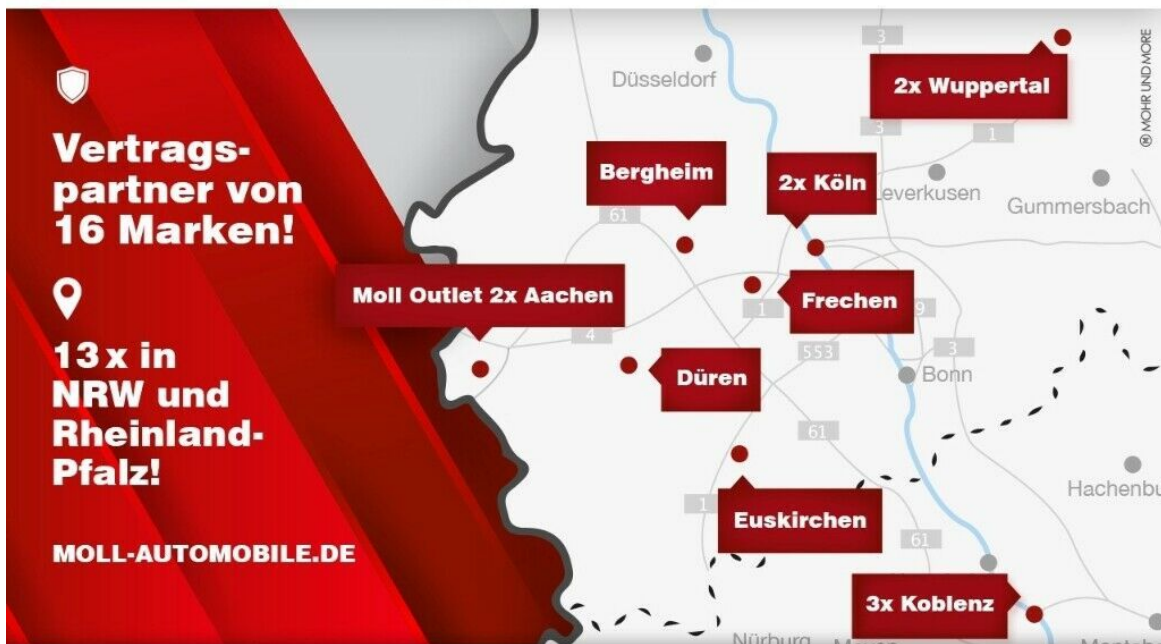 Vertrags-
partner von
16 Marken!
13x in
NRW und
Rheinland-
Pfalz!
MOLL-AUTOMOBILE.DE
3
Düsseldorf
2x Wuppertal
© MOHR UND MORE
3
1
Bergheim
2x Köln
Leverkusen
Gummersbach
61
Moll Outlet 2x Aachen
Frechen
1
9
4
553
3
Düren
Bonn
61
Hachenbu
1
Euskirchen
61
3x Koblenz
Nürburg